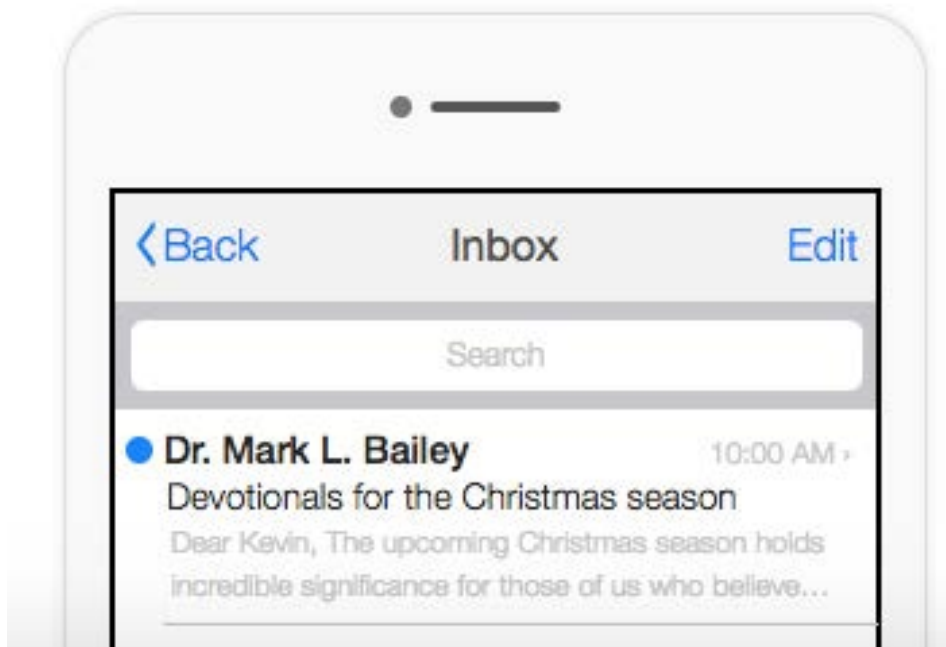 Back Inbox Edit
Search
Dr. Mark L. Bailey 10:00 AM
Devotionals for the Christmas season
Dear Kevin, The upcoming Christmas season holds
incredible significance for those of us who believe...